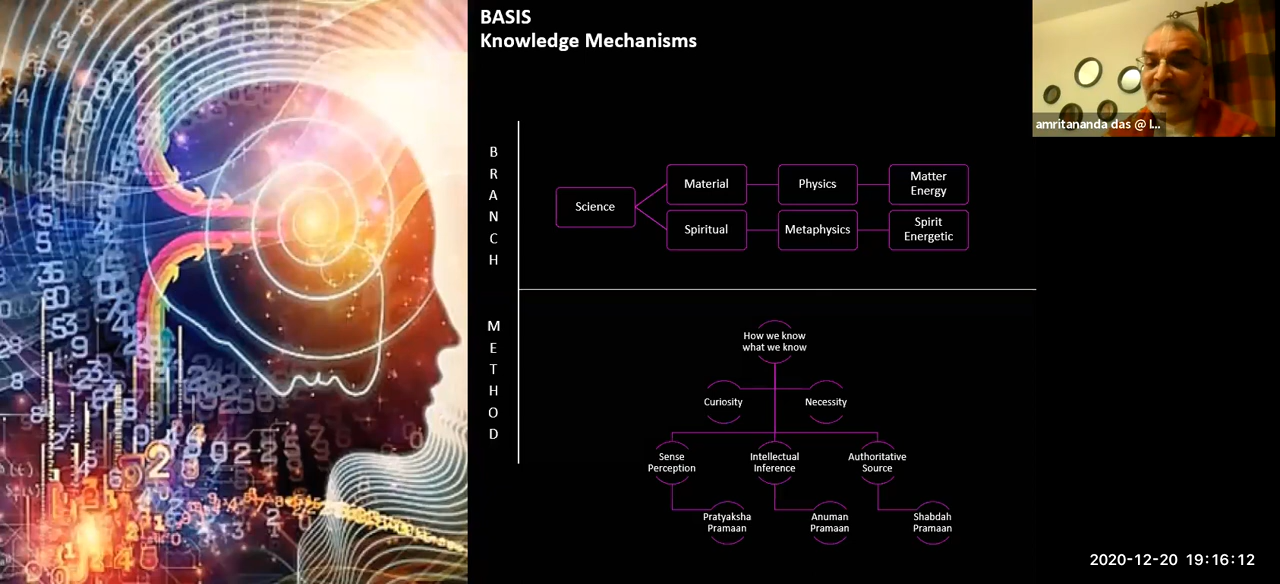 BASIS
Knowledge Mechanisms
amritananda das @ l...
BRANCH
Science
Material
Physics
Matter
Energy
Spiritual
Metaphysics
Spirit
Energetic
METHOD
How we know
what we know
Curiosity
Necessity
Sense
Perception
Intellectual
Inference
Authoritative
Source
Pratyaksha
Pramaan
Anuman
Pramaan
Shabdah
Pramaan
2020-12-20 19:16:12